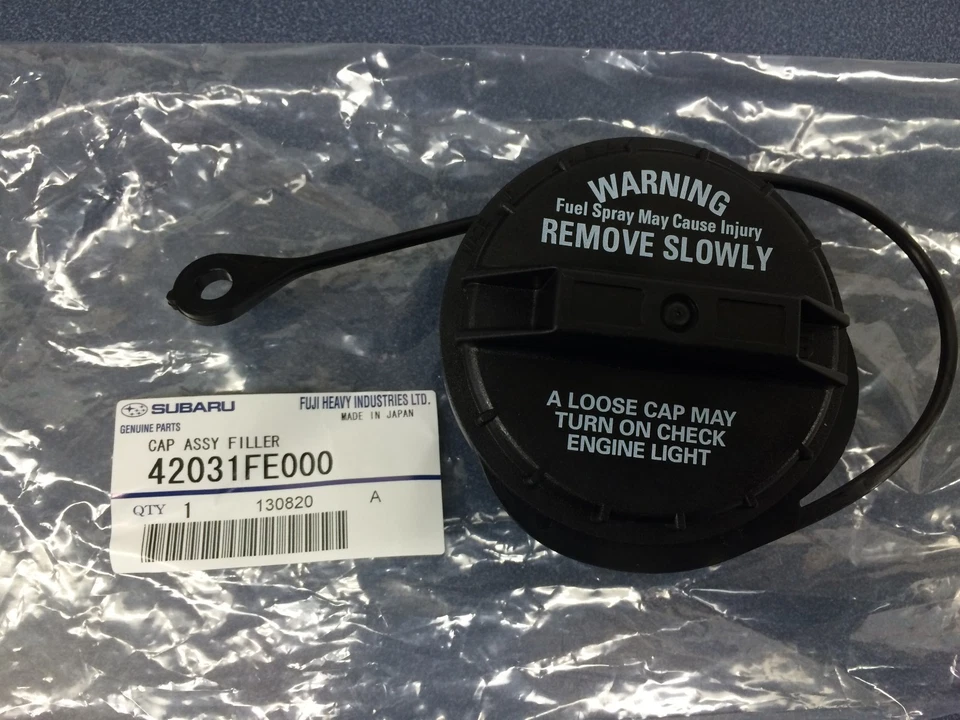 WARNING
Fuel Spray May Cause Injury
REMOVE SLOWLY
A LOOSE CAP MAY
TURN ON CHECK
ENGINE LIGHT
SUBARU FUJI HEAVY INDUSTRIES LTD.
GENUINE PARTS MADE IN JAPAN
CAP ASSY FILLER
42031FE000
QTY 1 130820 A